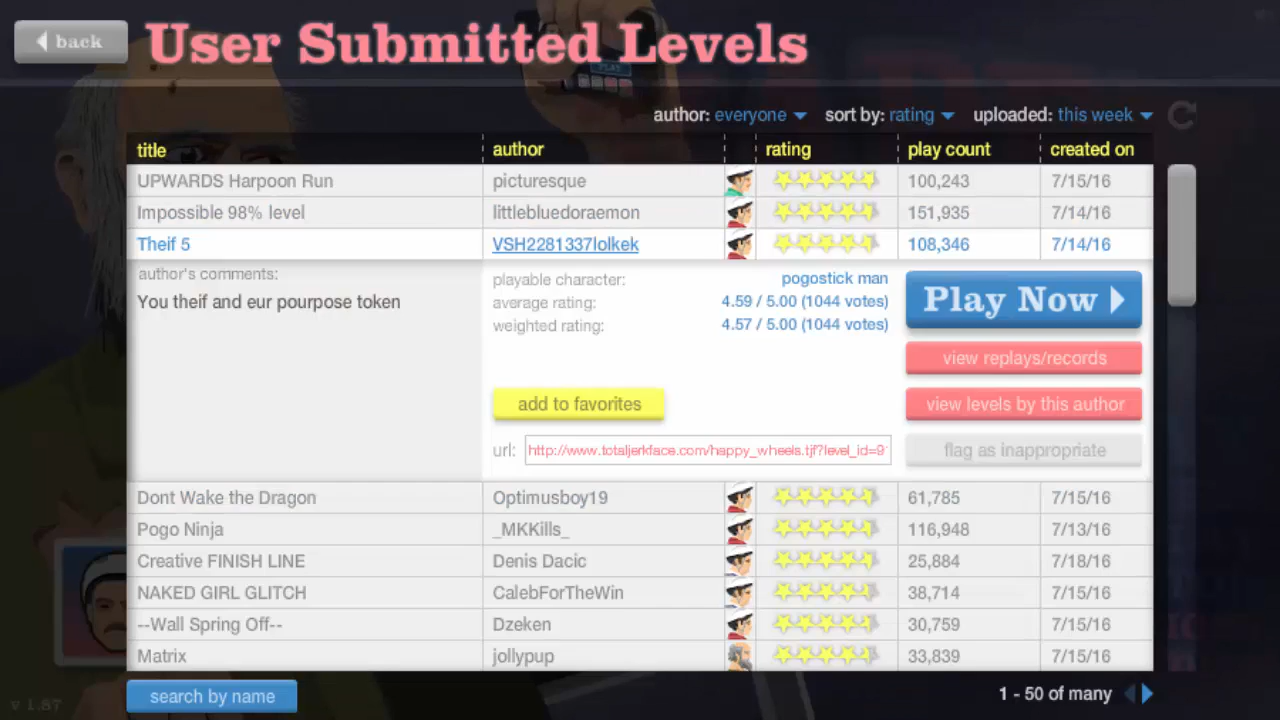 back
User Submitted Levels
author: everyone sort by: rating uploaded: this week
title author rating play count created on
UPWARDS Harpoon Run picturesque 100,243 7/15/16
Impossible 98% level littlebluedoraemon 151,935 7/14/16
Theif 5 VSH2281337lolkek 108,346 7/14/16
author's comments:
You theif and eur pourpose token
playable character: pogostick man
average rating: 4.59 / 5.00 (1044 votes)
weighted rating: 4.57 / 5.00 (1044 votes)
Play Now
view replays/records
add to favorites
view levels by this author
url: http://www.totaljerkface.com/happy_wheels.tjf?level_id=9
flag as inappropriate
Dont Wake the Dragon Optimusboy19 61,785 7/15/16
Pogo Ninja _MKKills_ 116,948 7/13/16
Creative FINISH LINE Denis Dacic 25,884 7/18/16
NAKED GIRL GLITCH CalebForTheWin 38,714 7/15/16
--Wall Spring Off-- Dzeken 30,759 7/15/16
Matrix jollypup 33,839 7/15/16
search by name
1 - 50 of many
v 1.87